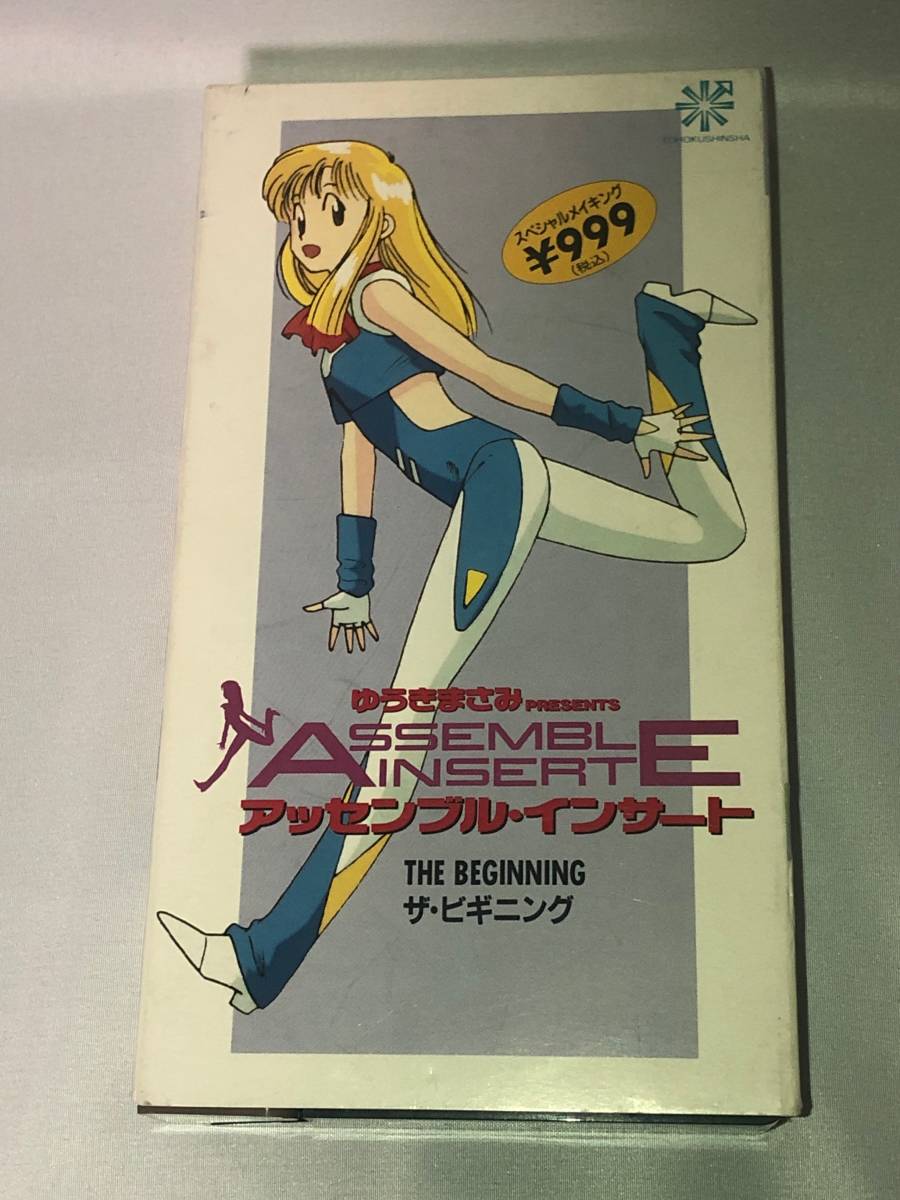 TOHOKUSHINSHA
スペシャルメイキング
¥999
(税込)
ゆうきまさみ PRESENTS
ASSEMBLE
INSERT
アッセンブル・インサート
THE BEGINNING
ザ・ビギニング